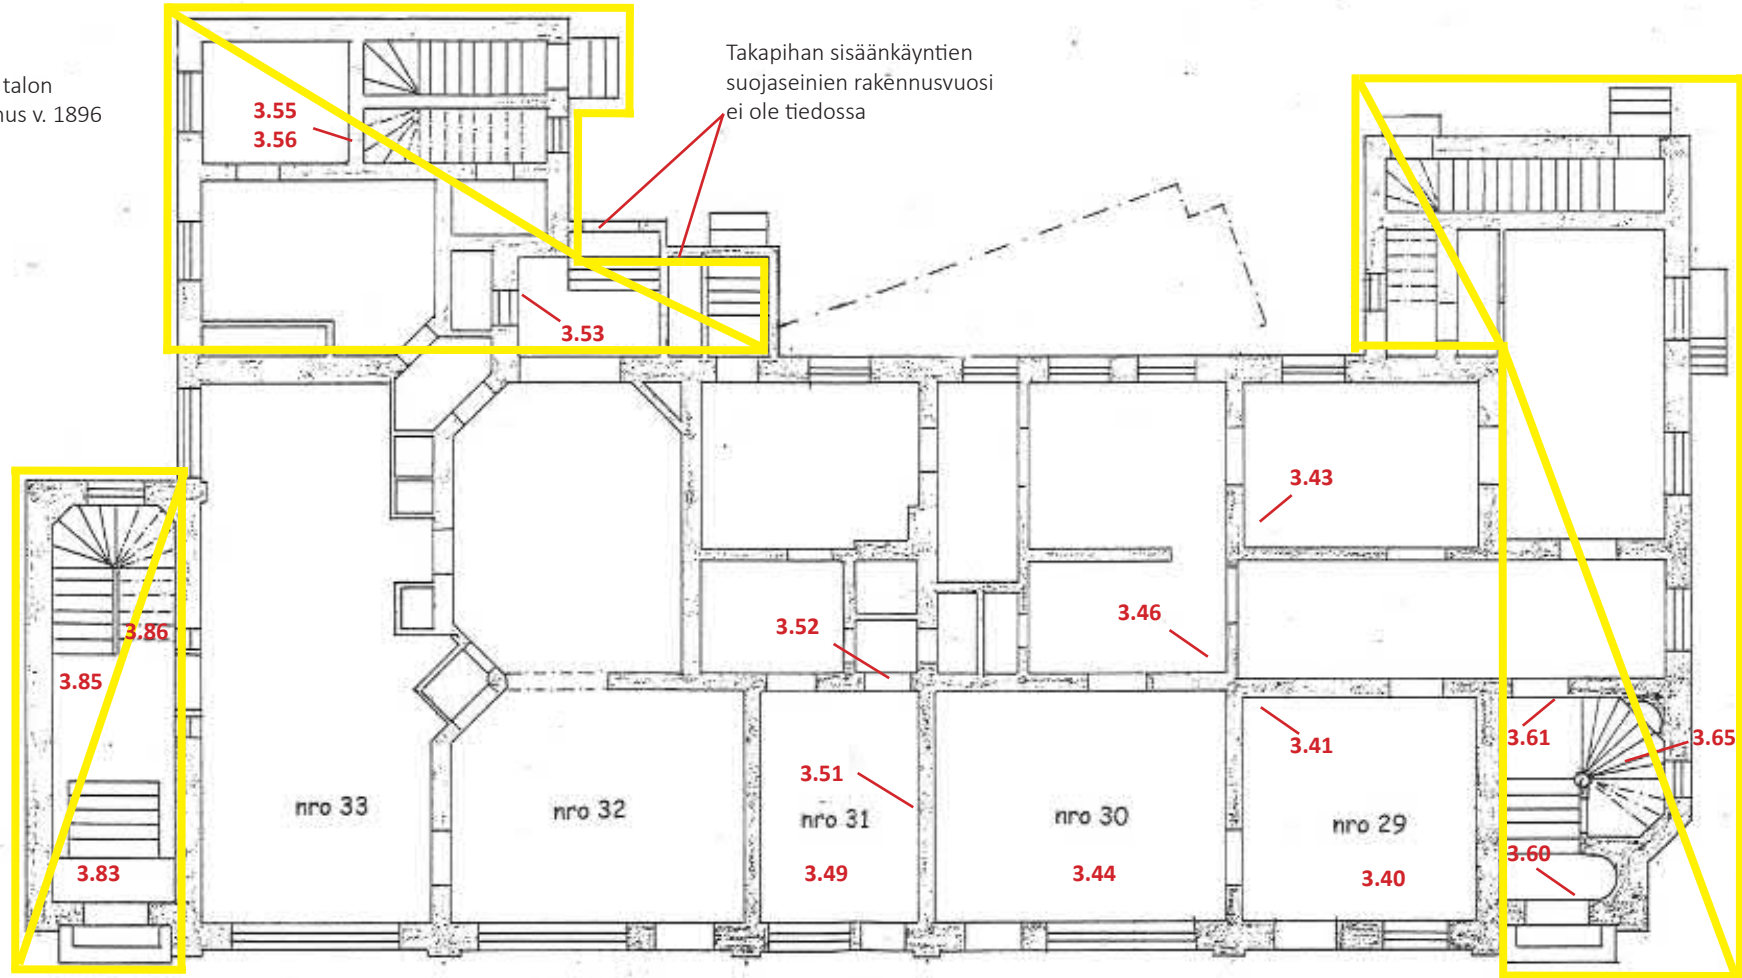 talon
us v. 1896
Takapihan sisäänkäyntien
suojaseinien rakennusvuosi
ei ole tiedossa
3.55
3.56
3.53
3.43
3.52
3.46
3.86
3.85
3.41
3.61
3.65
3.51
nro 33
nro 32
nro 31
nro 30
nro 29
3.60
3.83
3.49
3.44
3.40